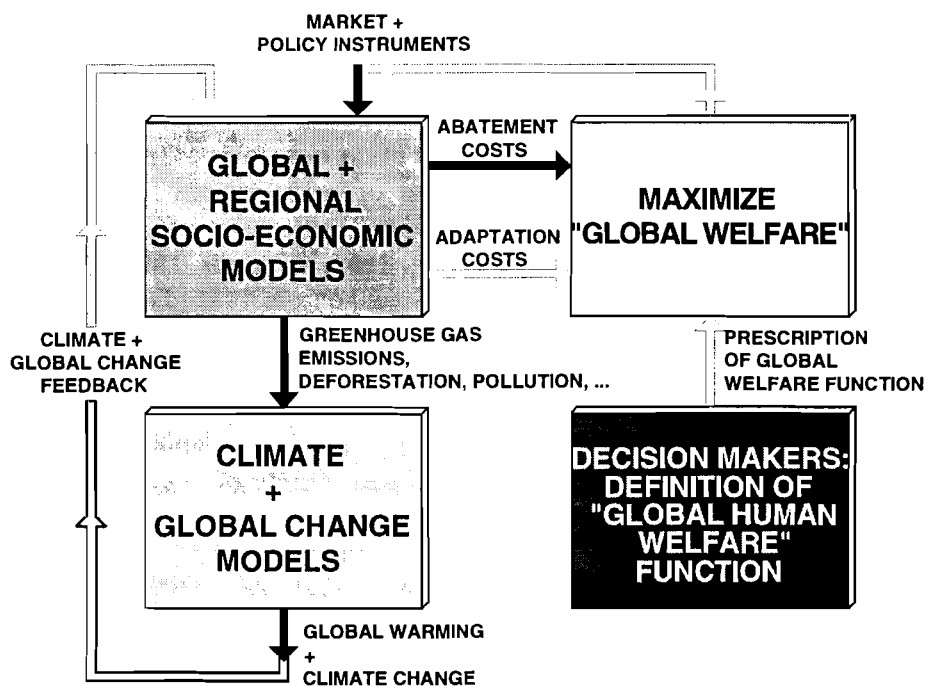 MARKET +
POLICY INSTRUMENTS
GLOBAL +
REGIONAL
SOCIO-ECONOMIC
MODELS
ABATEMENT
COSTS
ADAPTATION
COSTS
MAXIMIZE
"GLOBAL WELFARE"
CLIMATE +
GLOBAL CHANGE
FEEDBACK
GREENHOUSE GAS
EMISSIONS,
DEFORESTATION, POLLUTION, ...
PRESCRIPTION
OF GLOBAL
WELFARE FUNCTION
CLIMATE
+
GLOBAL CHANGE
MODELS
DECISION MAKERS:
DEFINITION OF
"GLOBAL HUMAN
WELFARE"
FUNCTION
GLOBAL WARMING
+
CLIMATE CHANGE